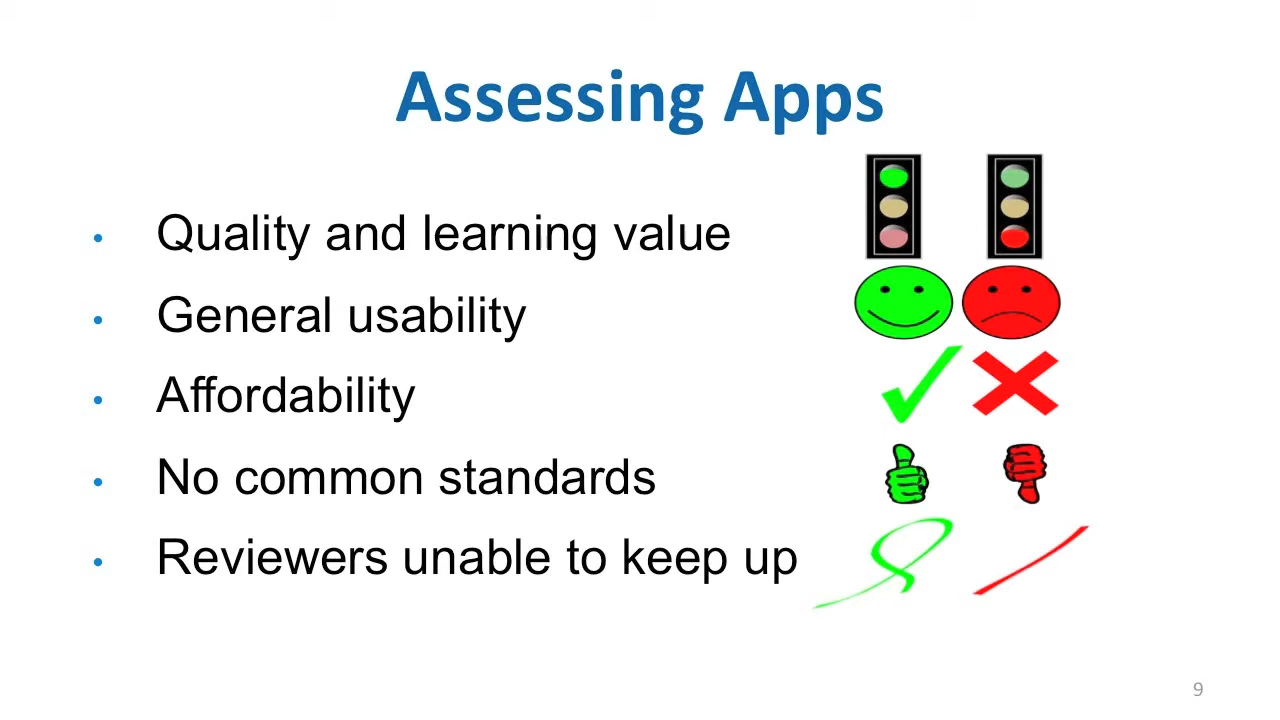 Assessing Apps
• Quality and learning value
• General usability
• Affordability
• No common standards
• Reviewers unable to keep up
9